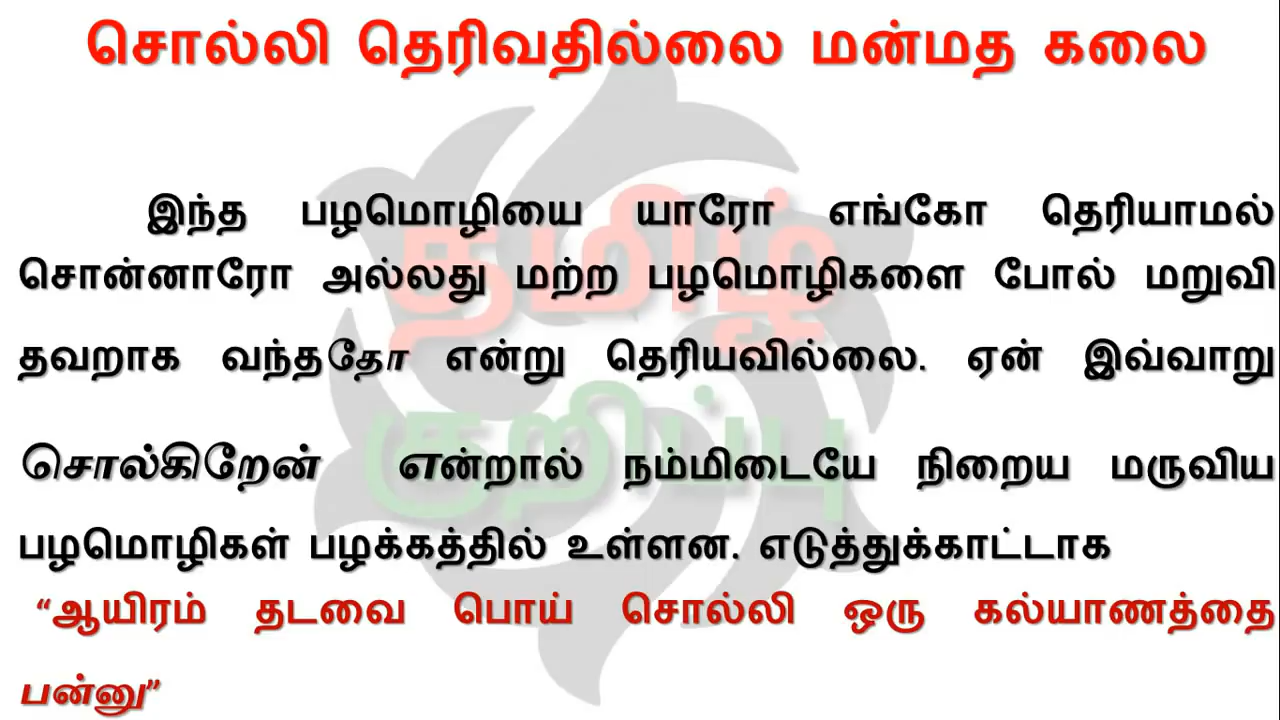 சொல்லி தெரிவதில்லை மன்மத கலை
இந்த பழமொழியை யாரோ எங்கோ தெரியாமல்
சொன்னாரோ அல்லது மற்ற பழமொழிகளை போல் மறுவி
தவறாக வந்ததோ என்று தெரியவில்லை. ஏன் இவ்வாறு
சொல்கிறேன் என்றால் நம்மிடையே நிறைய மருவிய
பழமொழிகள் பழக்கத்தில் உள்ளன. எடுத்துக்காட்டாக
“ஆயிரம் தடவை பொய் சொல்லி ஒரு கல்யாணத்தை
பன்னு”
தமிழ்
குறிப்பு